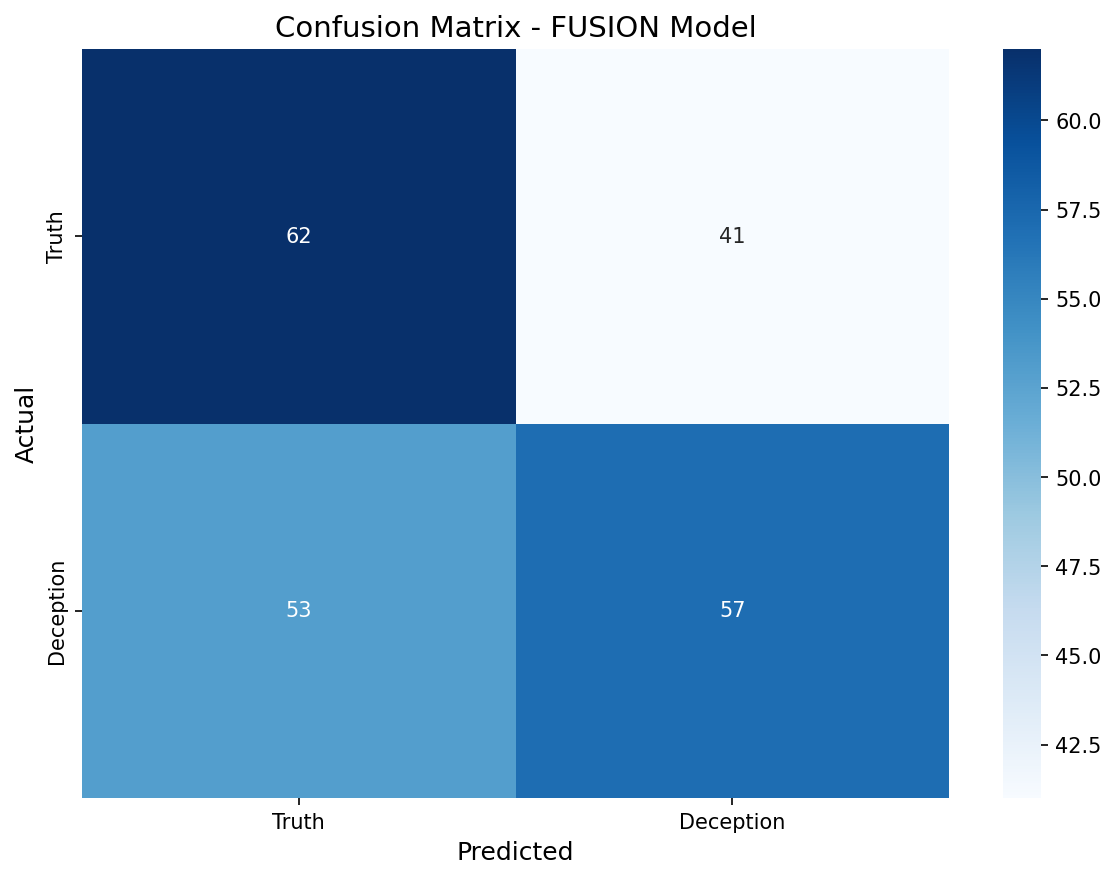 Confusion Matrix - FUSION Model
Actual
Truth
Deception
62
41
53
57
Truth
Deception
Predicted
60.0
57.5
55.0
52.5
50.0
47.5
45.0
42.5